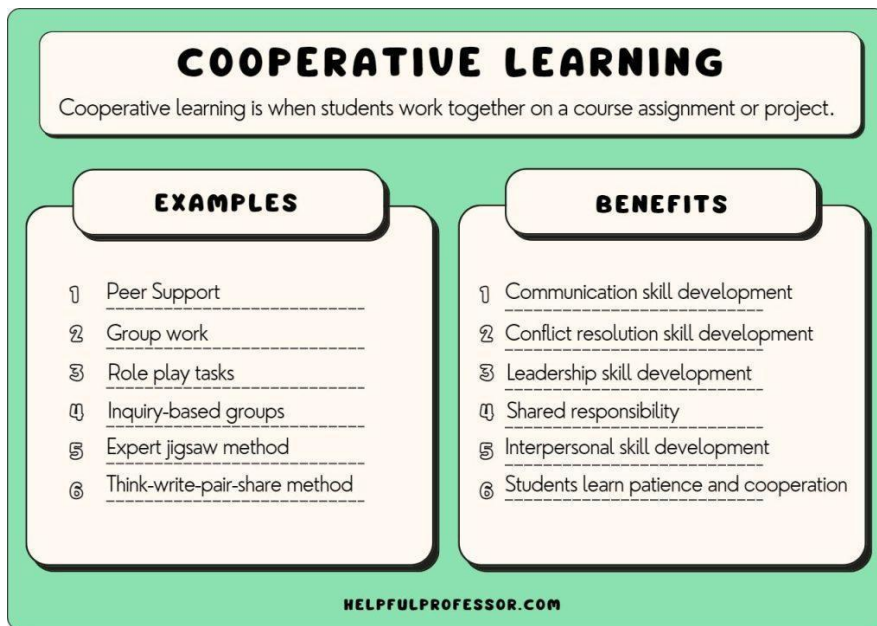 COOPERATIVE LEARNING
Cooperative learning is when students work together on a course assignment or project.
EXAMPLES
1 Peer Support
2 Group work
3 Role play tasks
4 Inquiry-based groups
5 Expert jigsaw method
6 Think-write-pair-share method
BENEFITS
1 Communication skill development
2 Conflict resolution skill development
3 Leadership skill development
4 Shared responsibility
5 Interpersonal skill development
6 Students learn patience and cooperation
HELPFULPROFESSOR.COM